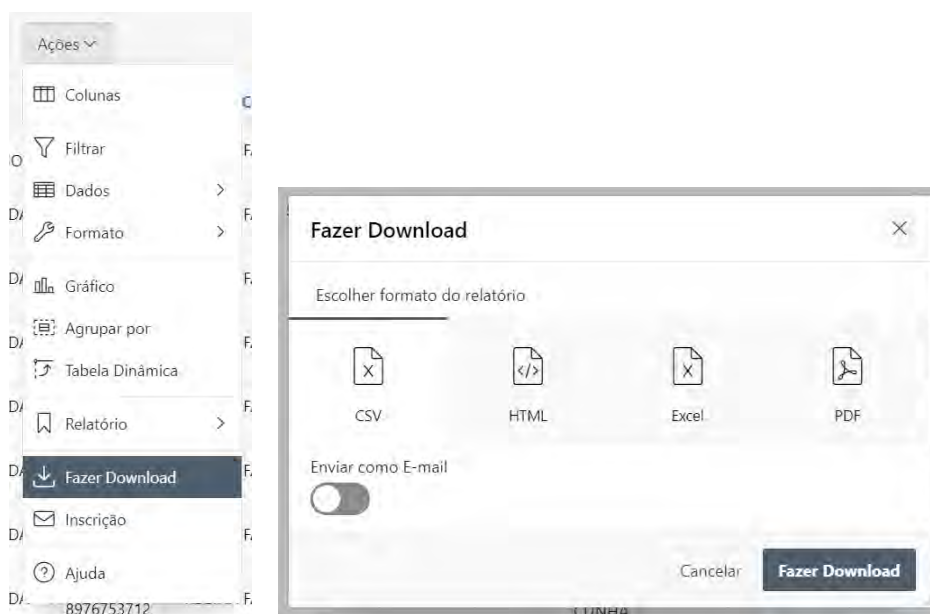 Ações
Colunas
Filtrar
Dados
Formato
Gráfico
Agrupar por
Tabela Dinâmica
Relatório
Fazer Download
Inscrição
Ajuda
8976753712
Fazer Download
Escolher formato do relatório
CSV HTML Excel PDF
Enviar como E-mail
Cancelar Fazer Download
CUNHA